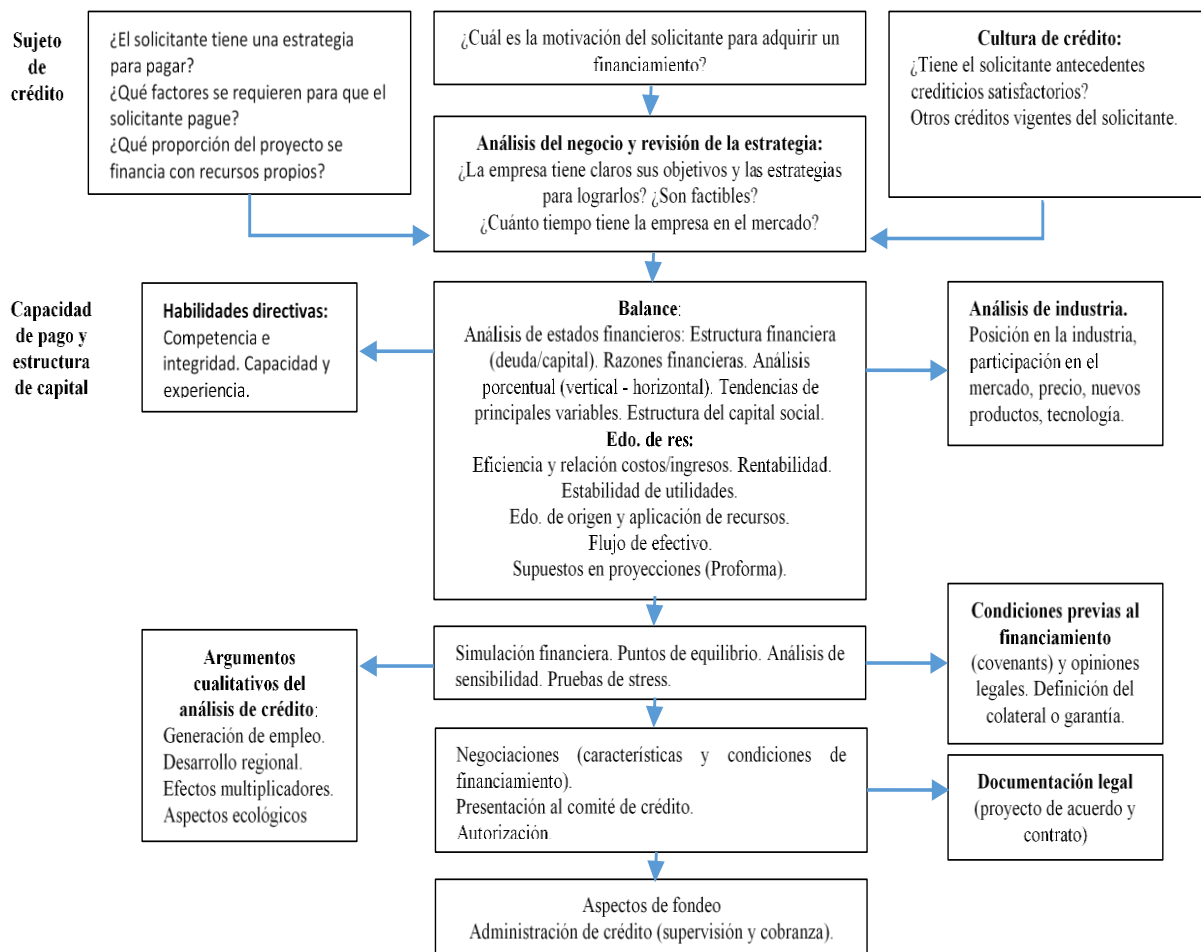 Sujeto
de
crédito
¿El solicitante tiene una estrategia
para pagar?
¿Qué factores se requieren para que el
solicitante pague?
¿Qué proporción del proyecto se
financia con recursos propios?
¿Cuál es la motivación del solicitante para adquirir un
financiamiento?
Cultura de crédito:
¿Tiene el solicitante antecedentes
crediticios satisfactorios?
Otros créditos vigentes del solicitante.
Análisis del negocio y revisión de la estrategia:
¿La empresa tiene claros sus objetivos y las estrategias
para lograrlos? ¿Son factibles?
¿Cuánto tiempo tiene la empresa en el mercado?
Capacidad
de pago y
estructura
de capital
Habilidades directivas:
Competencia e
integridad. Capacidad y
experiencia.
Balance:
Análisis de estados financieros: Estructura financiera
(deuda/capital). Razones financieras. Análisis
porcentual (vertical - horizontal). Tendencias de
principales variables. Estructura del capital social.
Edo. de res:
Eficiencia y relación costos/ingresos. Rentabilidad.
Estabilidad de utilidades.
Edo. de origen y aplicación de recursos.
Flujo de efectivo.
Supuestos en proyecciones (Proforma).
Análisis de industria.
Posición en la industria,
participación en el
mercado, precio, nuevos
productos, tecnología.
Argumentos
cualitativos del
análisis de crédito:
Generación de empleo.
Desarrollo regional.
Efectos multiplicadores.
Aspectos ecológicos
Simulación financiera. Puntos de equilibrio. Análisis de
sensibilidad. Pruebas de stress.
Condiciones previas al
financiamiento
(covenants) y opiniones
legales. Definición del
colateral o garantía.
Negociaciones (características y condiciones de
financiamiento).
Presentación al comité de crédito.
Autorización.
Documentación legal
(proyecto de acuerdo y
contrato)
Aspectos de fondeo
Administración de crédito (supervisión y cobranza).